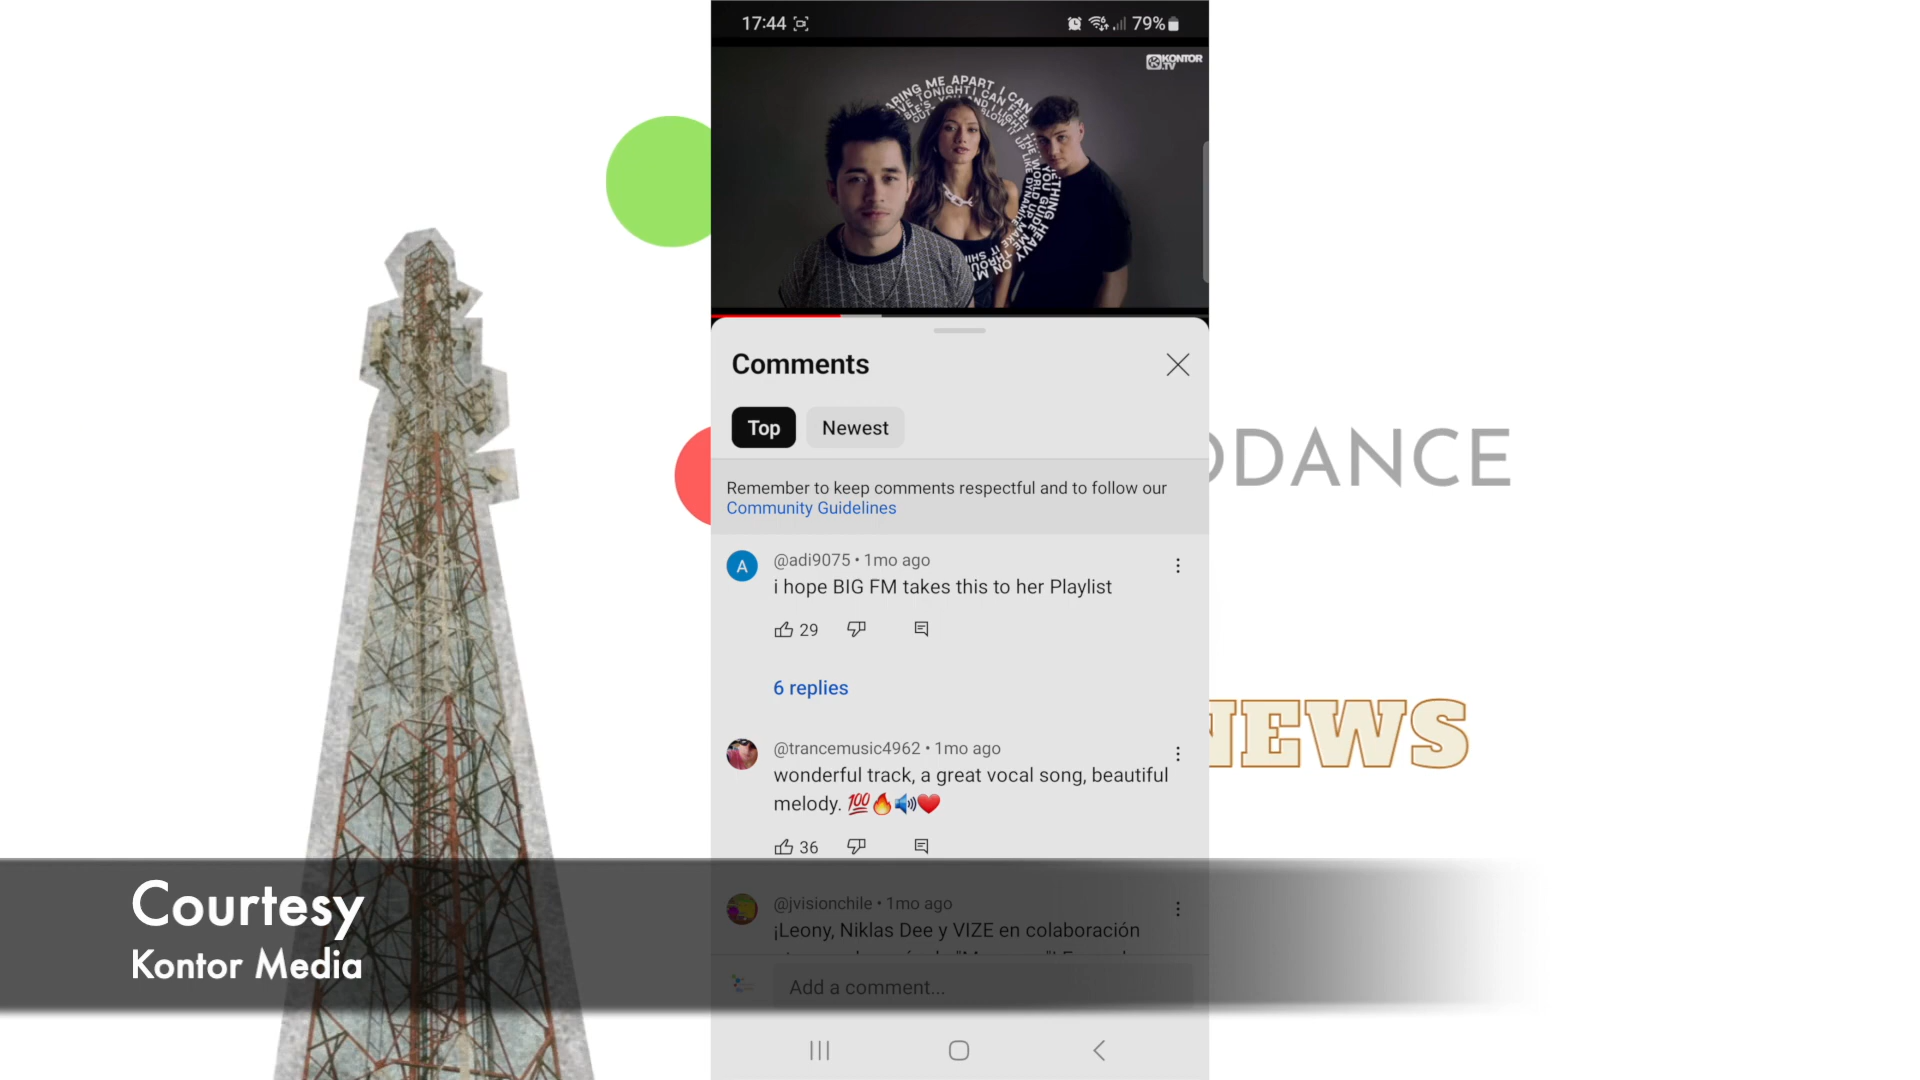 17:44
79%
KONTOR
.TV
Comments
Top
Newest
Remember to keep comments respectful and to follow our
Community Guidelines
DANCE
A
@adi9075 • 1mo ago
i hope BIG FM takes this to her Playlist
29
6 replies
NEWS
@trancemusic4962 • 1mo ago
wonderful track, a great vocal song, beautiful
melody. 💯🔥🔊❤️
36
@jvisionchile • 1mo ago
¡Leony, Niklas Dee y VIZE en colaboración
Add a comment...
Courtesy
Kontor Media